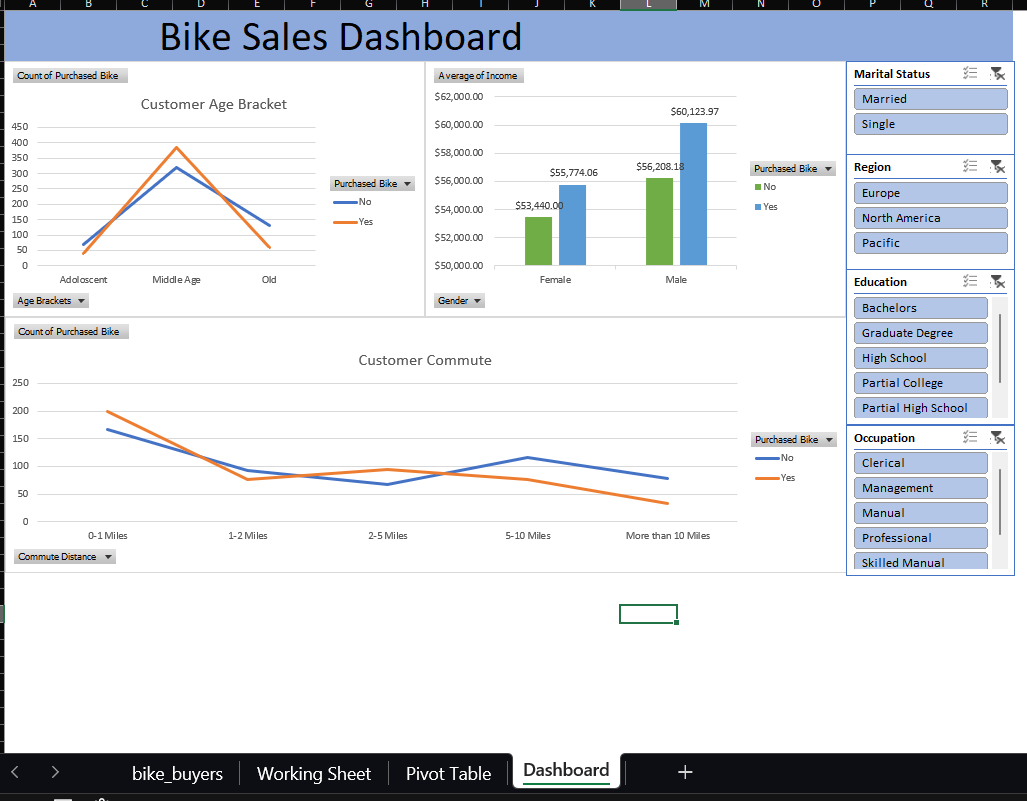 A B C D E F G H I J K L M N O P Q R
Bike Sales Dashboard
Count of Purchased Bike
Customer Age Bracket
450
400
350
300
250
200
150
100
50
0
Adoloscent Middle Age Old
Purchased Bike
No
Yes
Age Brackets
Average of Income
$62,000.00
$60,000.00
$58,000.00
$56,000.00
$54,000.00
$52,000.00
$50,000.00
$53,440.00
$55,774.06
$56,208.18
$60,123.97
Female Male
Purchased Bike
No
Yes
Gender
Count of Purchased Bike
Customer Commute
250
200
150
100
50
0
0-1 Miles 1-2 Miles 2-5 Miles 5-10 Miles More than 10 Miles
Purchased Bike
No
Yes
Commute Distance
Marital Status
Married
Single
Region
Europe
North America
Pacific
Education
Bachelors
Graduate Degree
High School
Partial College
Partial High School
Occupation
Clerical
Management
Manual
Professional
Skilled Manual
bike_buyers Working Sheet Pivot Table Dashboard